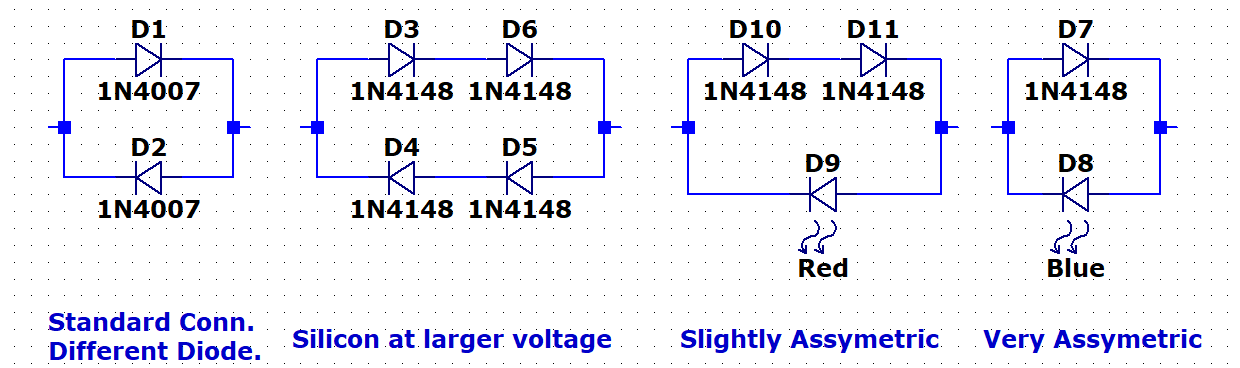 D1
1N4007
D2
1N4007
Standard Conn.
Different Diode.
D3 D6
1N4148 1N4148
D4 D5
1N4148 1N4148
Silicon at larger voltage
D10 D11
1N4148 1N4148
D9
Red
Slightly Assymetric
D7
1N4148
D8
Blue
Very Assymetric